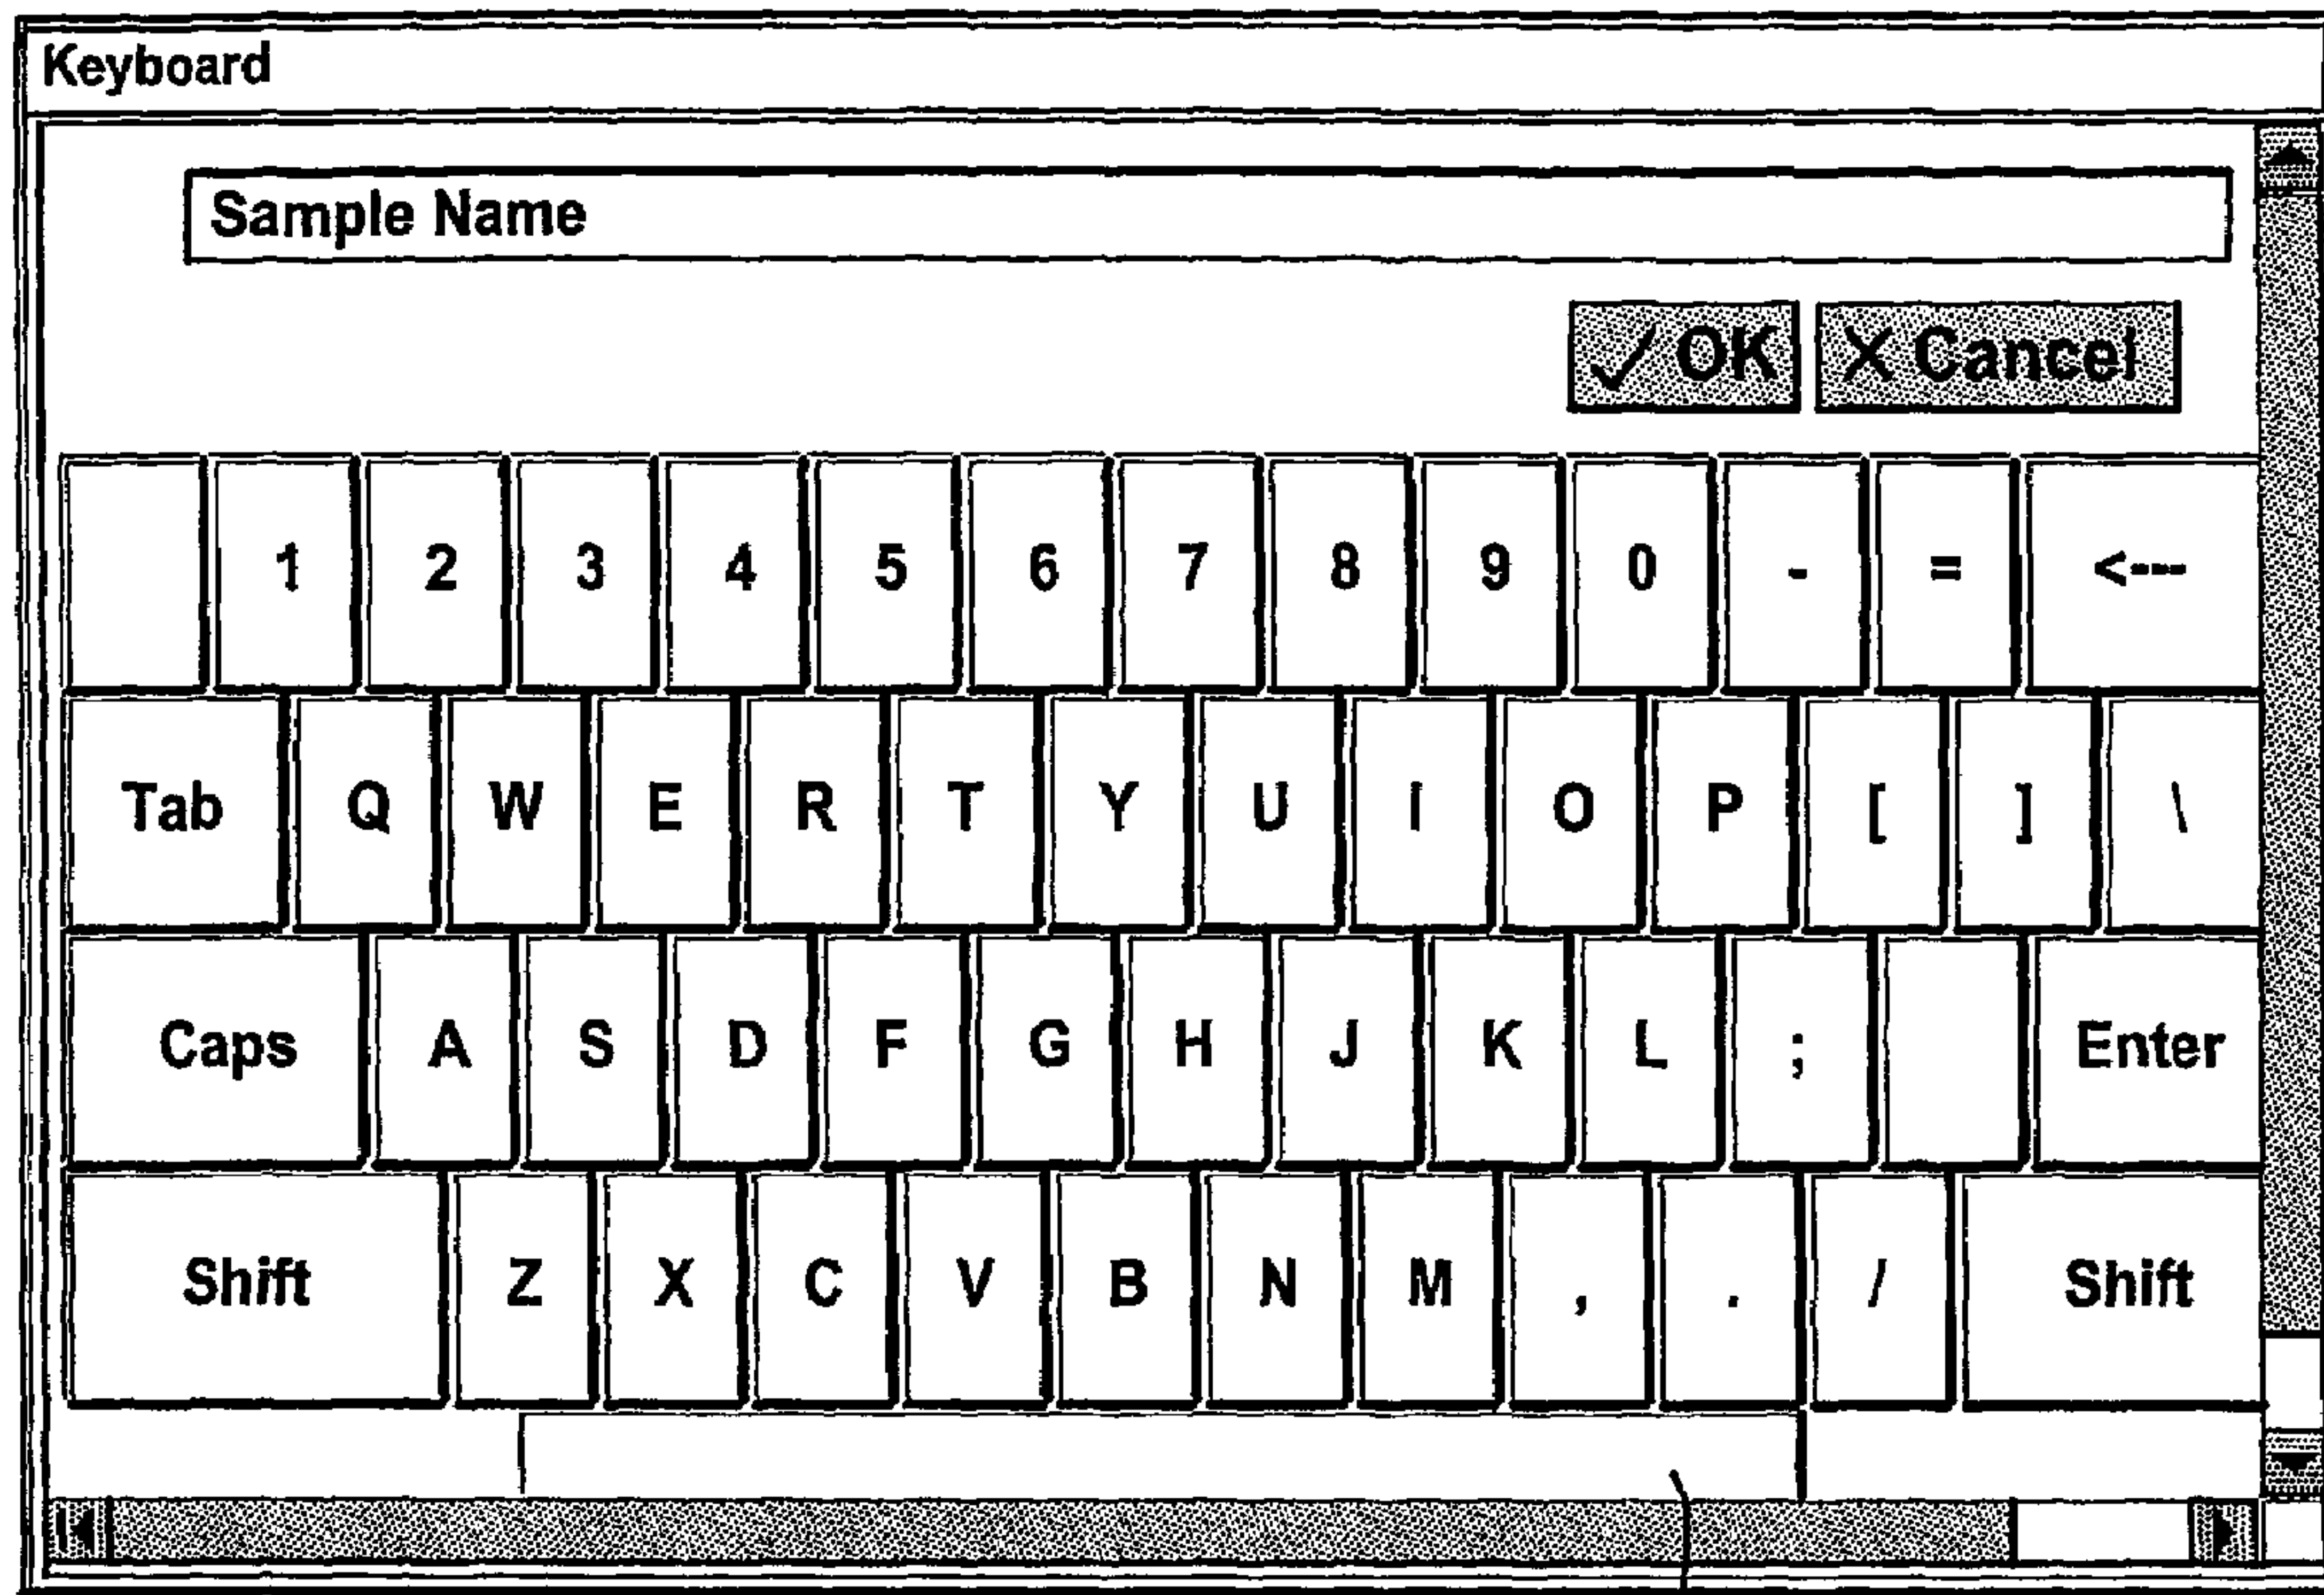 Keyboard
Sample Name
✓ OK X Cancel
1 2 3 4 5 6 7 8 9 0 - = <---
Tab Q W E R T Y U I O P [ ] \
Caps A S D F G H J K L ; Enter
Shift Z X C V B N M , . / Shift